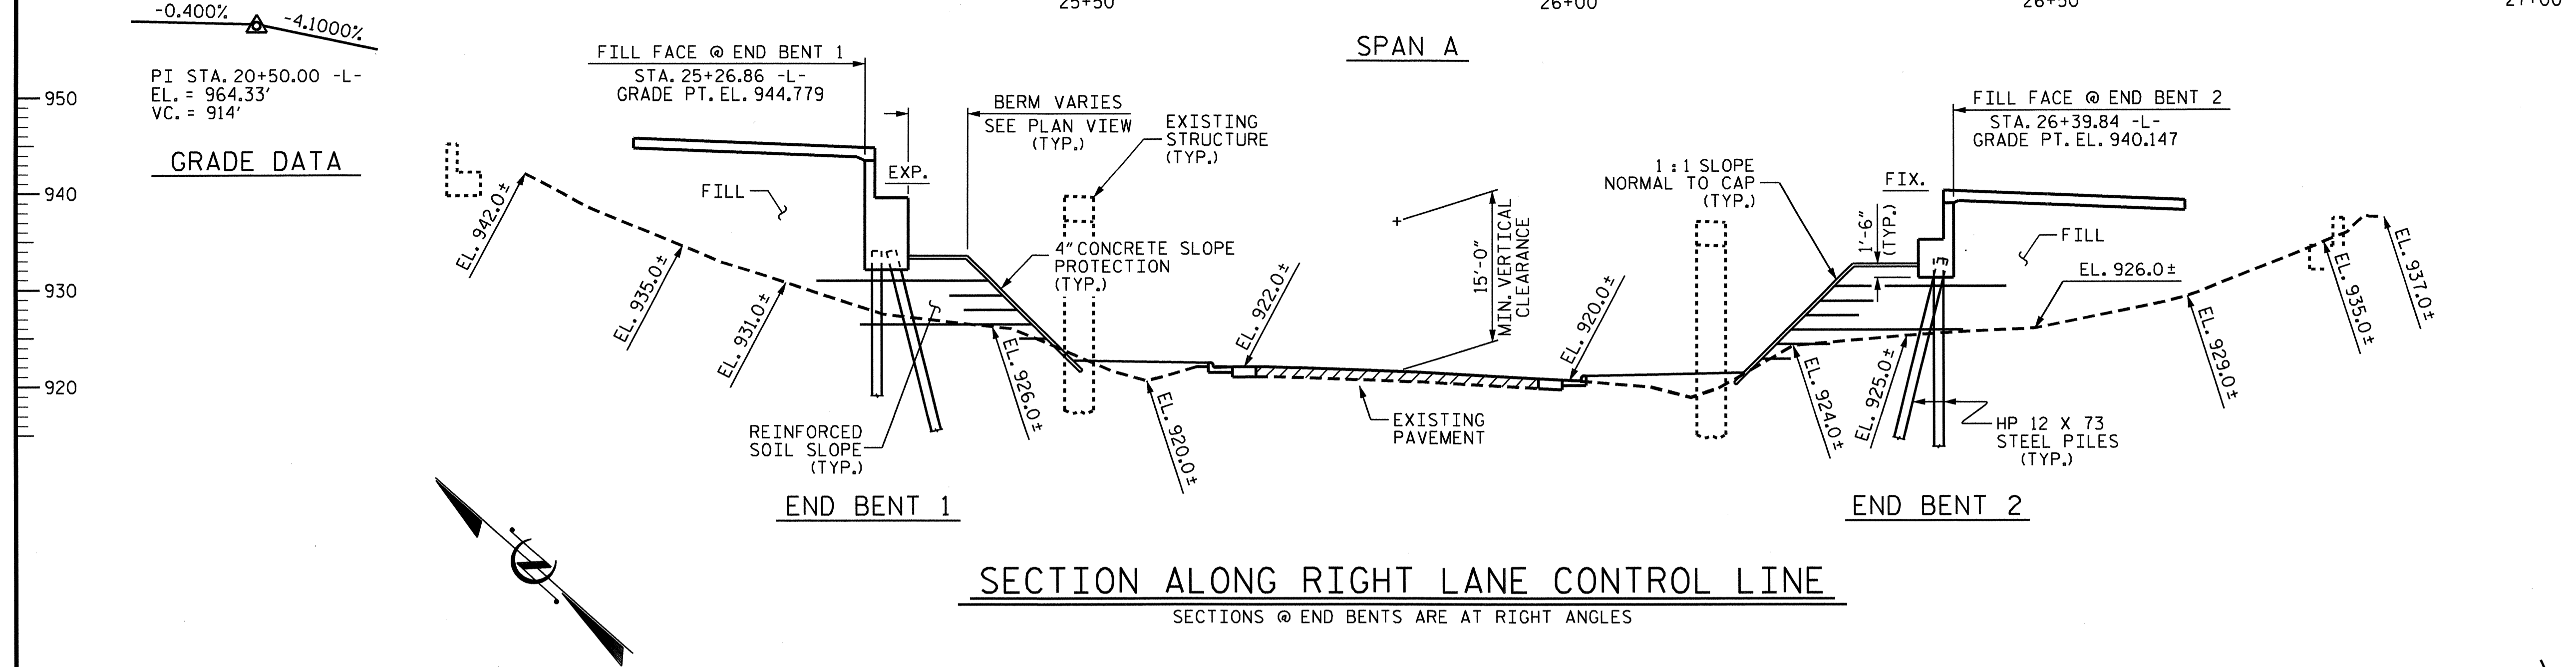 25+50
26+00
26+50
27+00
-0.400%
-4.1000%
PI STA. 20+50.00 -L-
EL. = 964.33'
VC. = 914'
GRADE DATA
950
940
930
920
FILL FACE @ END BENT 1
STA. 25+26.86 -L-
GRADE PT. EL. 944.779
SPAN A
BERM VARIES
SEE PLAN VIEW
(TYP.)
EXISTING
STRUCTURE
(TYP.)
FILL FACE @ END BENT 2
STA. 26+39.84 -L-
GRADE PT. EL. 940.147
FILL
EXP.
1:1 SLOPE
NORMAL TO CAP
(TYP.)
FIX.
1'-6"
(TYP.)
FILL
EL. 926.0±
4" CONCRETE SLOPE
PROTECTION
(TYP.)
15'-0"
MIN. VERTICAL
CLEARANCE
EL. 942.0±
EL. 935.0±
EL. 931.0±
EL. 926.0±
EL. 920.0±
EL. 922.0±
EL. 920.0±
EL. 924.0±
EL. 925.0±
EL. 929.0±
EL. 935.0±
EL. 937.0±
REINFORCED
SOIL SLOPE
(TYP.)
EXISTING
PAVEMENT
HP 12 X 73
STEEL PILES
(TYP.)
END BENT 1
END BENT 2
SECTION ALONG RIGHT LANE CONTROL LINE
SECTIONS @ END BENTS ARE AT RIGHT ANGLES